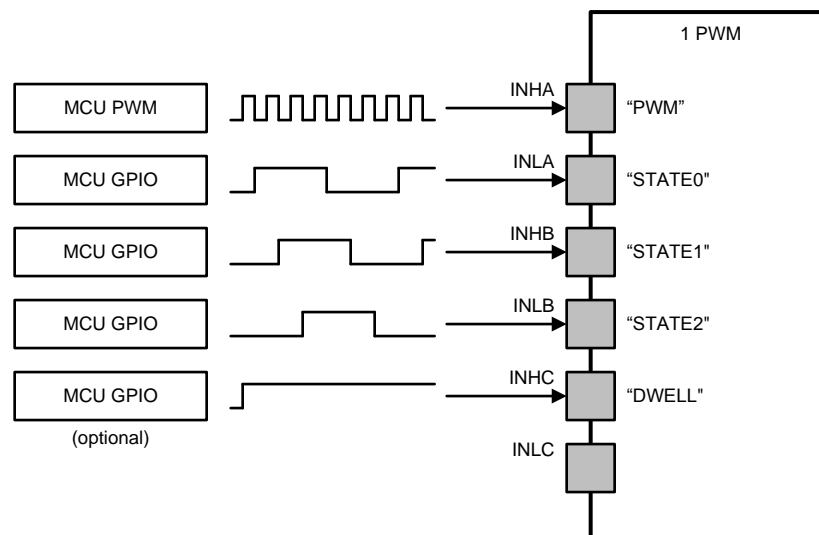 1 PWM
MCU PWM
INHA
“PWM”
MCU GPIO
INLA
“STATE0"
MCU GPIO
INHB
“STATE1"
MCU GPIO
INLB
“STATE2"
MCU GPIO
INHC
“DWELL"
(optional)
INLC